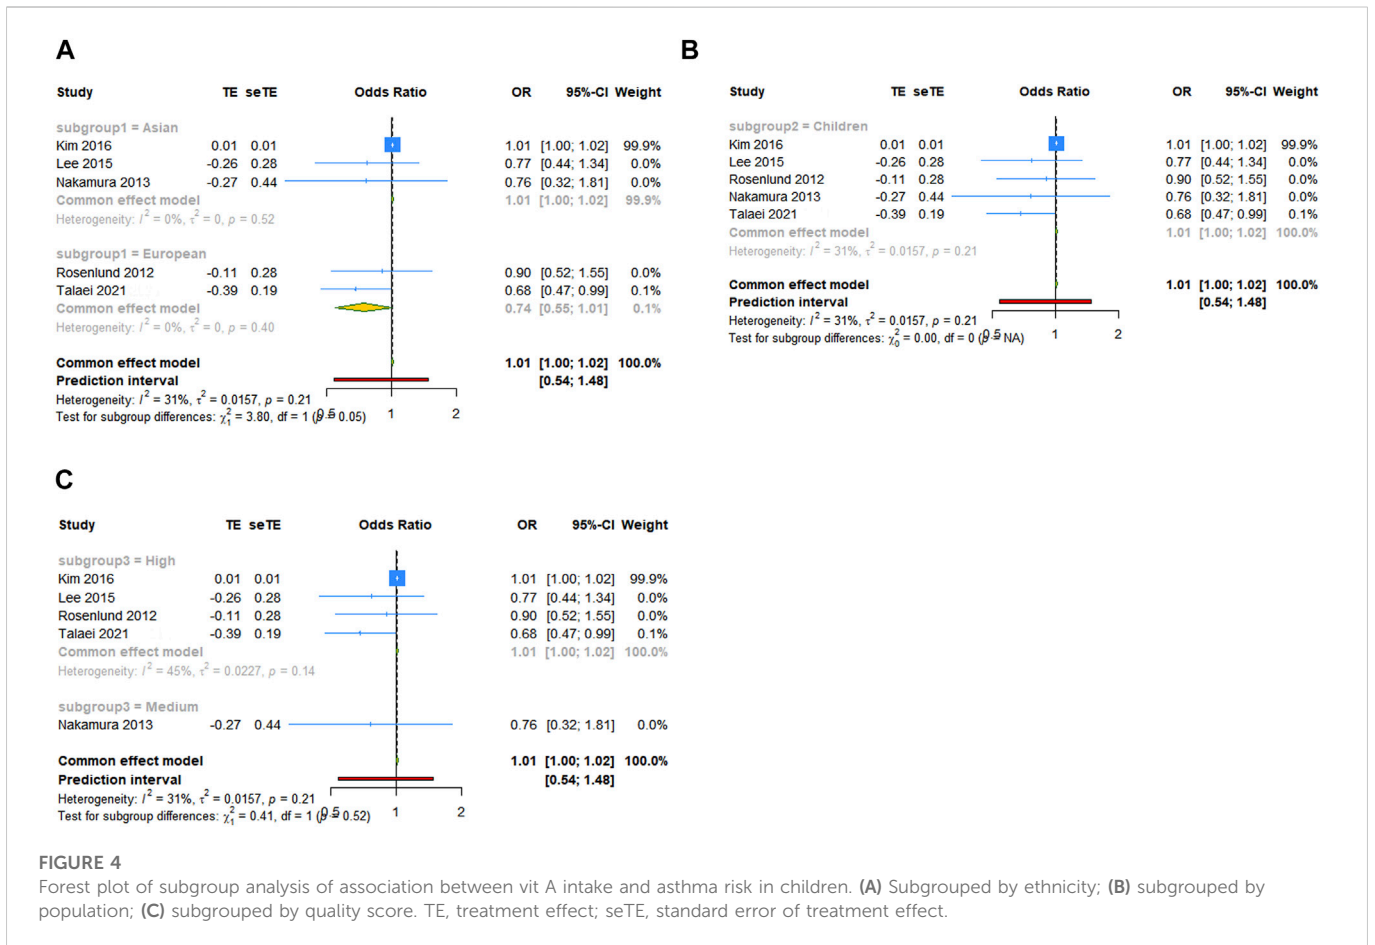 A
Study TE seTE Odds Ratio OR 95%-CI Weight
subgroup1 = Asian
Kim 2016 0.01 0.01 1.01 [1.00; 1.02] 99.9%
Lee 2015 -0.26 0.28 0.77 [0.44; 1.34] 0.0%
Nakamura 2013 -0.27 0.44 0.76 [0.32; 1.81] 0.0%
Common effect model 1.01 [1.00; 1.02] 99.9%
Heterogeneity: I² = 0%, τ² = 0, p = 0.52
subgroup1 = European
Rosenlund 2012 -0.11 0.28 0.90 [0.52; 1.55] 0.0%
Talaei 2021 -0.39 0.19 0.68 [0.47; 0.99] 0.1%
Common effect model 0.74 [0.55; 1.01] 0.1%
Heterogeneity: I² = 0%, τ² = 0, p = 0.40
Common effect model 1.01 [1.00; 1.02] 100.0%
Prediction interval [0.54; 1.48]
Heterogeneity: I² = 31%, τ² = 0.0157, p = 0.21
Test for subgroup differences: χ²₁ = 3.80, df = 1 (p = 0.05)
0.5 1 2
B
Study TE seTE Odds Ratio OR 95%-CI Weight
subgroup2 = Children
Kim 2016 0.01 0.01 1.01 [1.00; 1.02] 99.9%
Lee 2015 -0.26 0.28 0.77 [0.44; 1.34] 0.0%
Rosenlund 2012 -0.11 0.28 0.90 [0.52; 1.55] 0.0%
Nakamura 2013 -0.27 0.44 0.76 [0.32; 1.81] 0.0%
Talaei 2021 -0.39 0.19 0.68 [0.47; 0.99] 0.1%
Common effect model 1.01 [1.00; 1.02] 100.0%
Heterogeneity: I² = 31%, τ² = 0.0157, p = 0.21
Common effect model 1.01 [1.00; 1.02] 100.0%
Prediction interval [0.54; 1.48]
Heterogeneity: I² = 31%, τ² = 0.0157, p = 0.21
Test for subgroup differences: χ²₀ = 0.00, df = 0 (p = NA)
0.5 1 2
C
Study TE seTE Odds Ratio OR 95%-CI Weight
subgroup3 = High
Kim 2016 0.01 0.01 1.01 [1.00; 1.02] 99.9%
Lee 2015 -0.26 0.28 0.77 [0.44; 1.34] 0.0%
Rosenlund 2012 -0.11 0.28 0.90 [0.52; 1.55] 0.0%
Talaei 2021 -0.39 0.19 0.68 [0.47; 0.99] 0.1%
Common effect model 1.01 [1.00; 1.02] 100.0%
Heterogeneity: I² = 45%, τ² = 0.0227, p = 0.14
subgroup3 = Medium
Nakamura 2013 -0.27 0.44 0.76 [0.32; 1.81] 0.0%
Common effect model 1.01 [1.00; 1.02] 100.0%
Prediction interval [0.54; 1.48]
Heterogeneity: I² = 31%, τ² = 0.0157, p = 0.21
Test for subgroup differences: χ²₁ = 0.41, df = 1 (p = 0.52)
0.5 1 2
FIGURE 4
Forest plot of subgroup analysis of association between vit A intake and asthma risk in children. (A) Subgrouped by ethnicity; (B) subgrouped by
population; (C) subgrouped by quality score. TE, treatment effect; seTE, standard error of treatment effect.